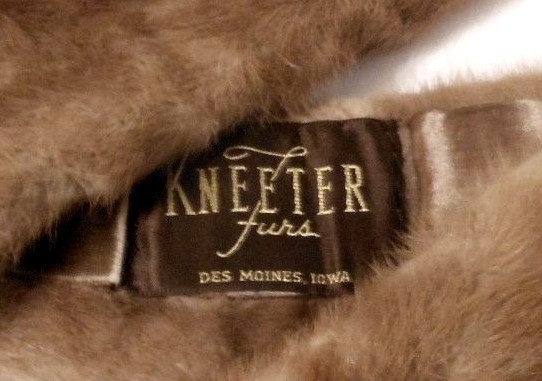 KNEETER
furs
DES MOINES, IOWA